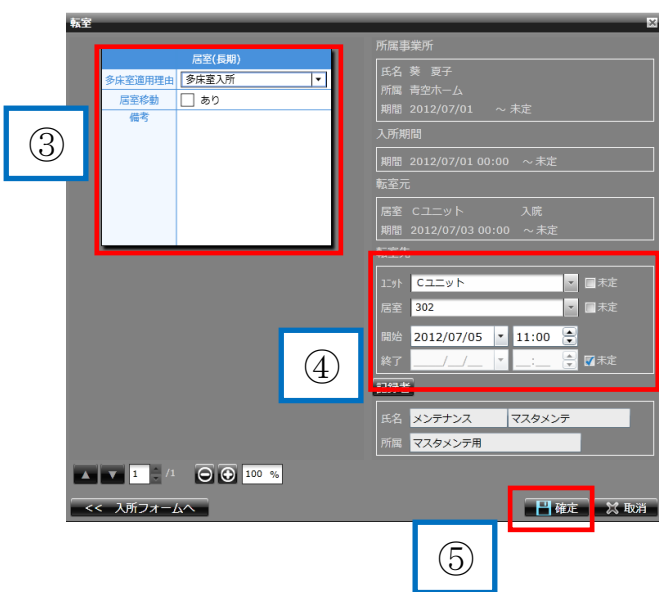 転室
居室(長期)
多床室適用理由 多床室入所
居室移動 あり
備考
③
所属事業所
氏名 葵 夏子
所属 青空ホーム
期間 2012/07/01 ～ 未定
入所期間
期間 2012/07/01 00:00 ～ 未定
転室元
居室 Cユニット 入院
期間 2012/07/03 00:00 ～ 未定
転室先
ﾕﾆｯﾄ Cユニット 未定
居室 302 未定
開始 2012/07/05 11:00
終了 ____/__/__ __:__ 未定
④
記録者
氏名 メンテナンス マスタメンテ
所属 マスタメンテ用
1 /1 100 %
<< 入所フォームへ
確定 取消
⑤